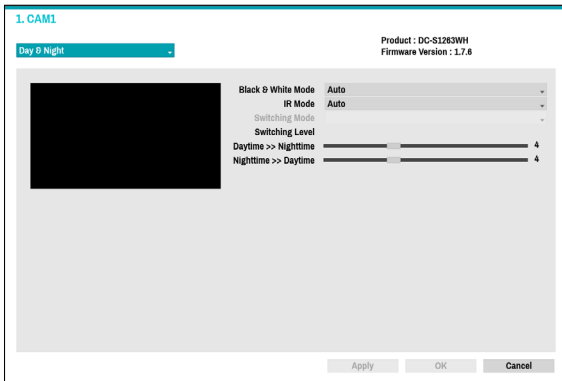 1. CAM1
Product : DC-S1263WH
Day & Night
Firmware Version : 1.7.6
Black & White Mode Auto
IR Mode Auto
Switching Mode
Switching Level
Daytime >> Nighttime 4
Nighttime >> Daytime 4
Apply OK Cancel